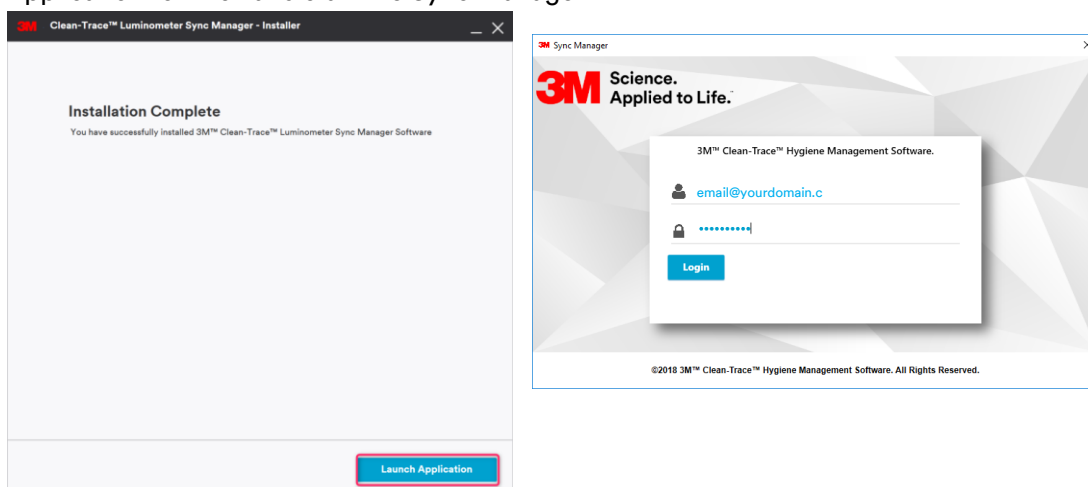 3M Clean-Trace™ Luminometer Sync Manager - Installer
Installation Complete
You have successfully installed 3M™ Clean-Trace™ Luminometer Sync Manager Software
Launch Application
3M Sync Manager
3M Science.
Applied to Life.™
3M™ Clean-Trace™ Hygiene Management Software.
email@yourdomain.c
••••••••••
Login
©2018 3M™ Clean-Trace™ Hygiene Management Software. All Rights Reserved.